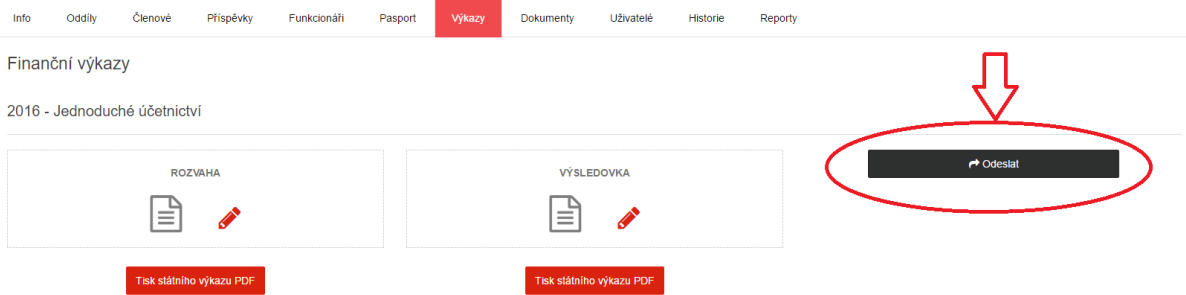 Info Oddíly Členové Příspěvky Funkcionáři Pasport Výkazy Dokumenty Uživatelé Historie Reporty
Finanční výkazy
2016 - Jednoduché účetnictví
ROZVAHA
VÝSLEDOVKA
Odeslat
Tisk státního výkazu PDF
Tisk státního výkazu PDF